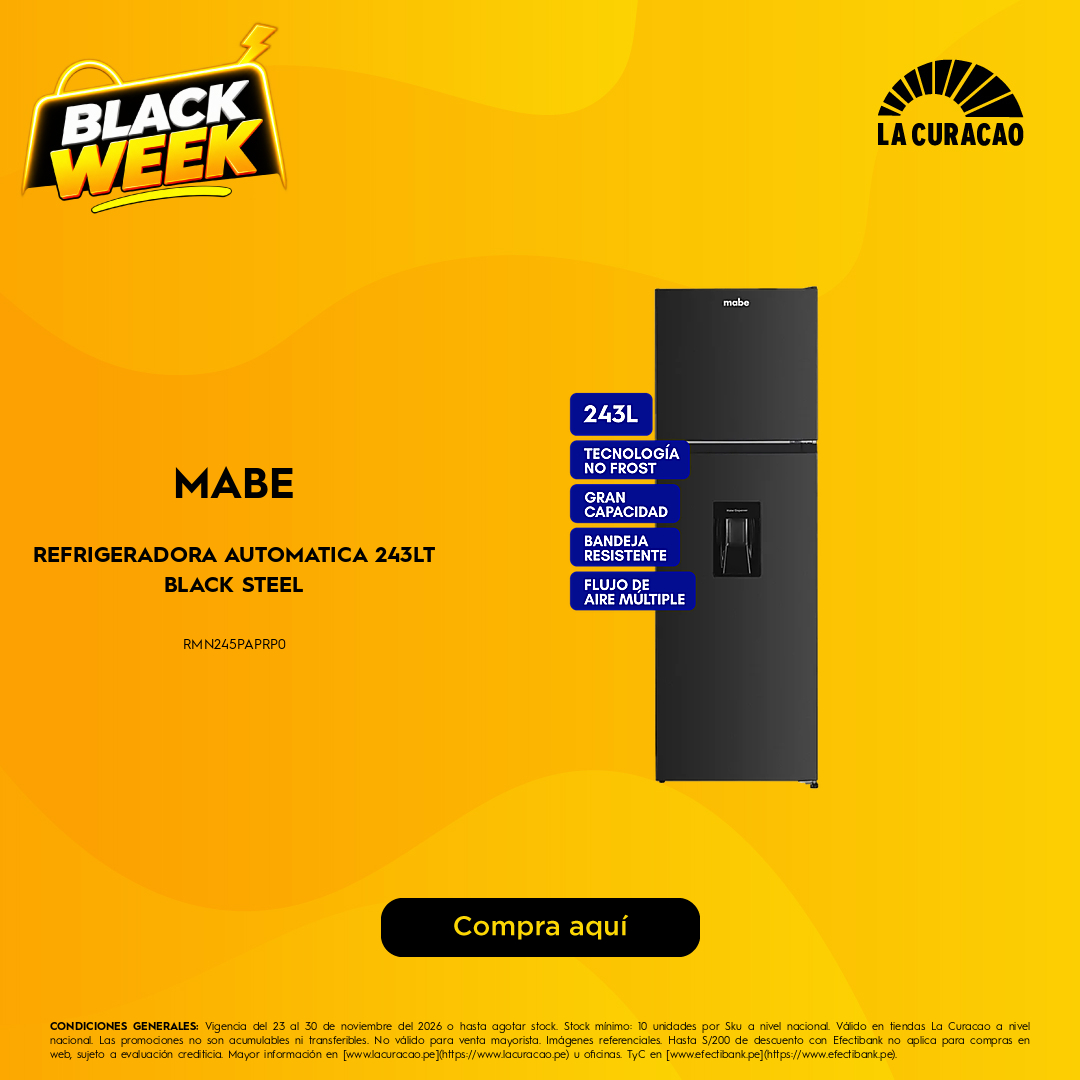 BLACK
WEEK
LA CURACAO
mabe
243L
TECNOLOGÍA
NO FROST
GRAN
CAPACIDAD
BANDEJA
RESISTENTE
FLUJO DE
AIRE MÚLTIPLE
MABE
REFRIGERADORA AUTOMATICA 243LT
BLACK STEEL
RMN245PAPRP0
Compra aquí
CONDICIONES GENERALES: Vigencia del 23 al 30 de noviembre del 2026 o hasta agotar stock. Stock mínimo: 10 unidades por Sku a nivel nacional. Válido en tiendas La Curacao a nivel
nacional. Las promociones no son acumulables ni transferibles. No válido para venta mayorista. Imágenes referenciales. Hasta S/200 de descuento con Efectibank no aplica para compras en
web, sujeto a evaluación crediticia. Mayor información en [www.lacuracao.pe](https://www.lacuracao.pe) u oficinas. TyC en [www.efectibank.pe](https://www.efectibank.pe).